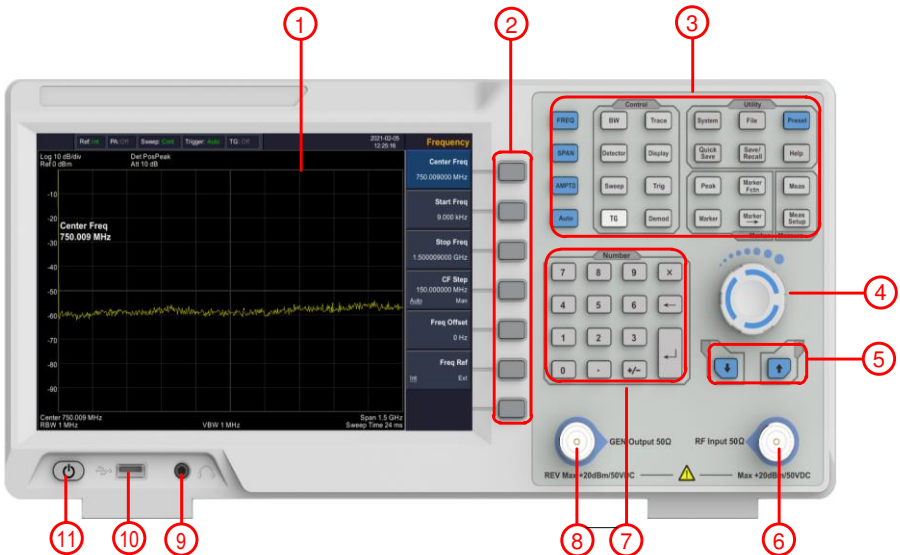 1
2
3
Ref: Int PA: Off Sweep: Cont Trigger: Auto TG: Off
2021-02-05
12:25:16
Frequency
Log 10 dB/div
Ref 0 dBm
Det PosPeak
Att 10 dB
Center Freq
750.009 MHz
-10
-20
-30
-40
-50
-60
-70
-80
-90
Center 750.009 MHz
RBW 1 MHz
VBW 1 MHz
Span 1.5 GHz
Sweep Time 24 ms
Center Freq
750.009000 MHz
Start Freq
9.000 kHz
Stop Freq
1.500009000 GHz
CF Step
150.000000 MHz
Auto Man
Freq Offset
0 Hz
Freq Ref
Int Ext
Control
Utility
FREQ BW Trace System File Preset
SPAN Detector Display Quick Save Save/ Recall Help
AMPTD Sweep Trig Peak Marker Fctn Meas
Auto TG Demod Marker Marker → Meas Setup
Marker
Number
7 8 9 ×
4 5 6 ←
1 2 3 ↵
0 . +/−
4
5
GEN Output 50Ω
RF Input 50Ω
REV Max +20dBm/50VDC
Max +20dBm/50VDC
11
10
9
8
7
6